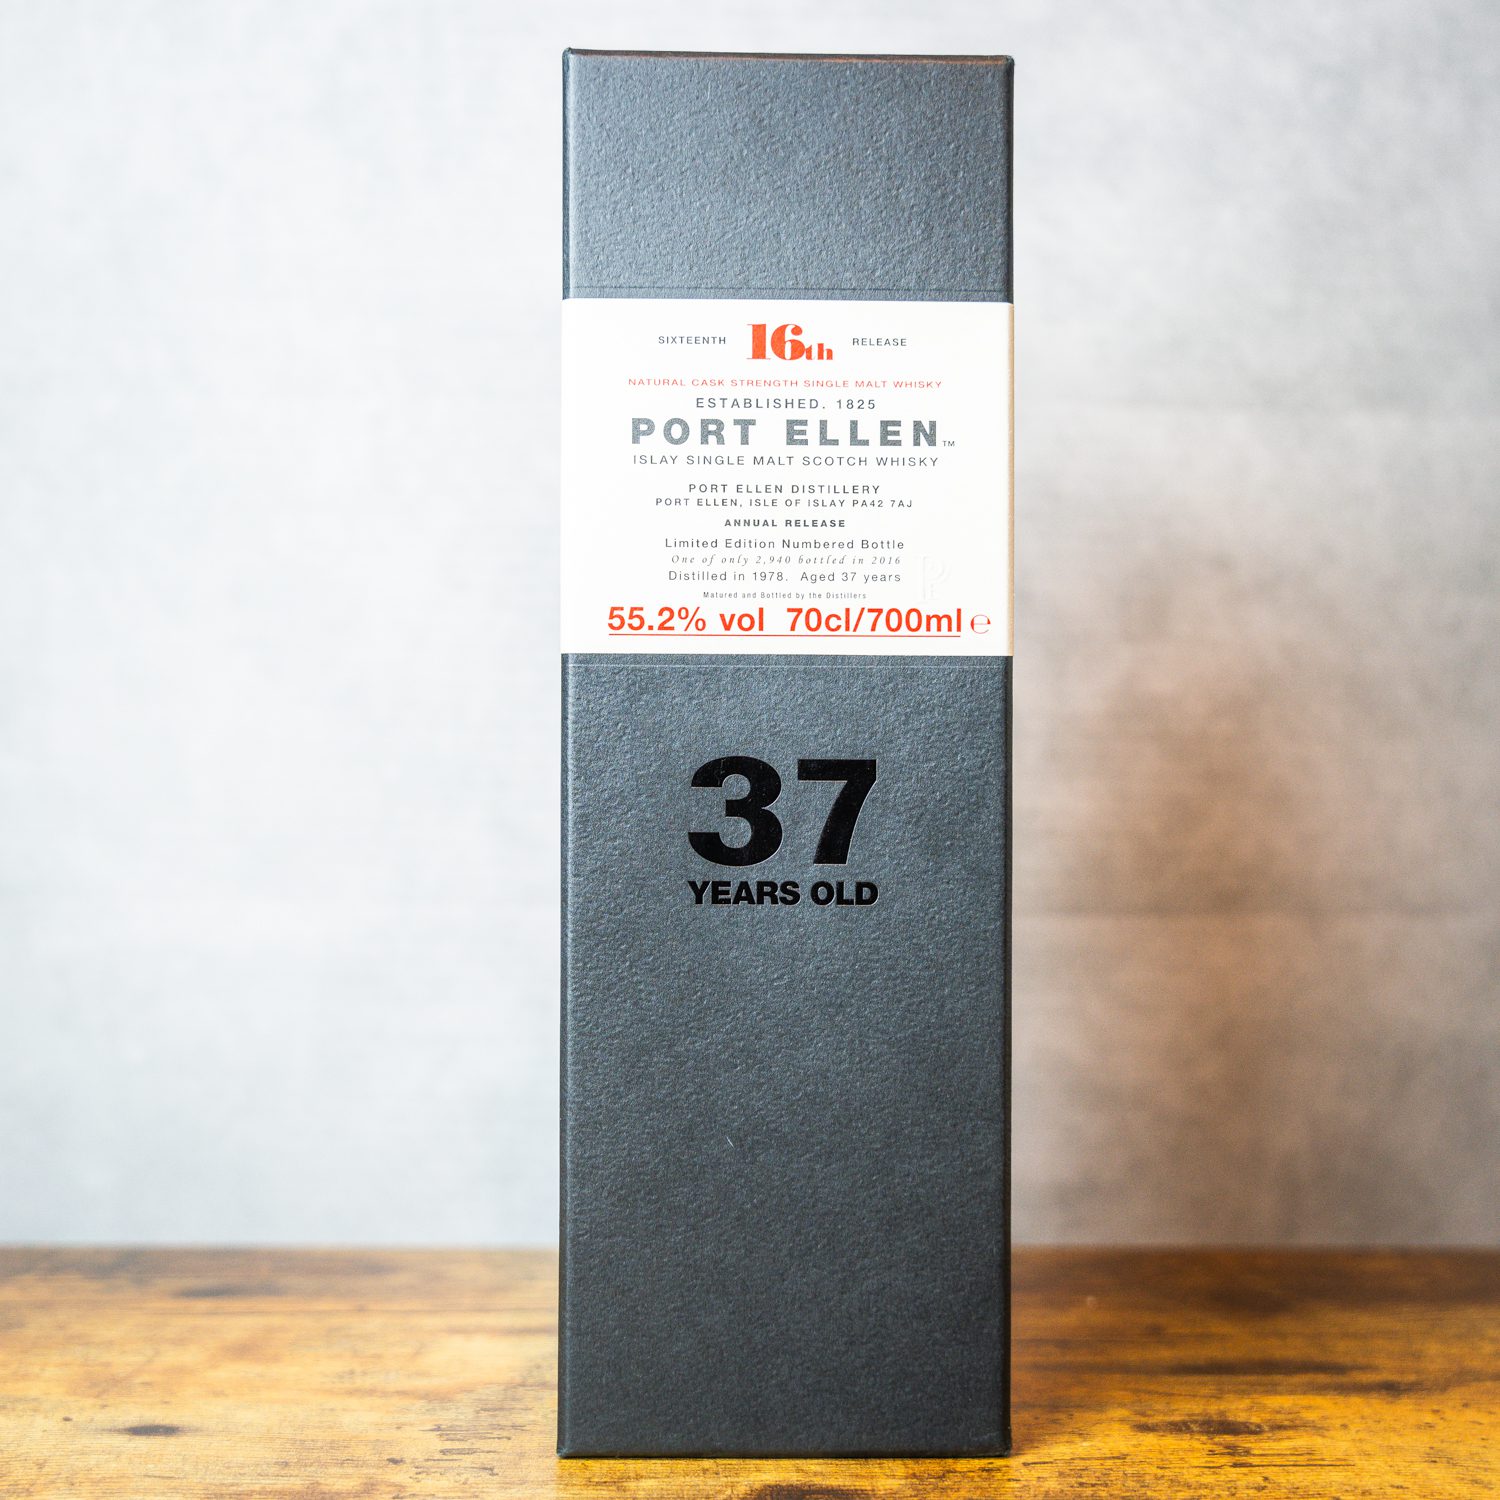 SIXTEENTH 16th RELEASE
NATURAL CASK STRENGTH SINGLE MALT WHISKY
ESTABLISHED. 1825
PORT ELLEN™
ISLAY SINGLE MALT SCOTCH WHISKY
PORT ELLEN DISTILLERY
PORT ELLEN, ISLE OF ISLAY PA42 7AJ
ANNUAL RELEASE
Limited Edition Numbered Bottle
One of only 2,940 bottled in 2016
Distilled in 1978. Aged 37 years
Matured and Bottled by the Distillers
55.2% vol 70cl/700ml ℮
37
YEARS OLD